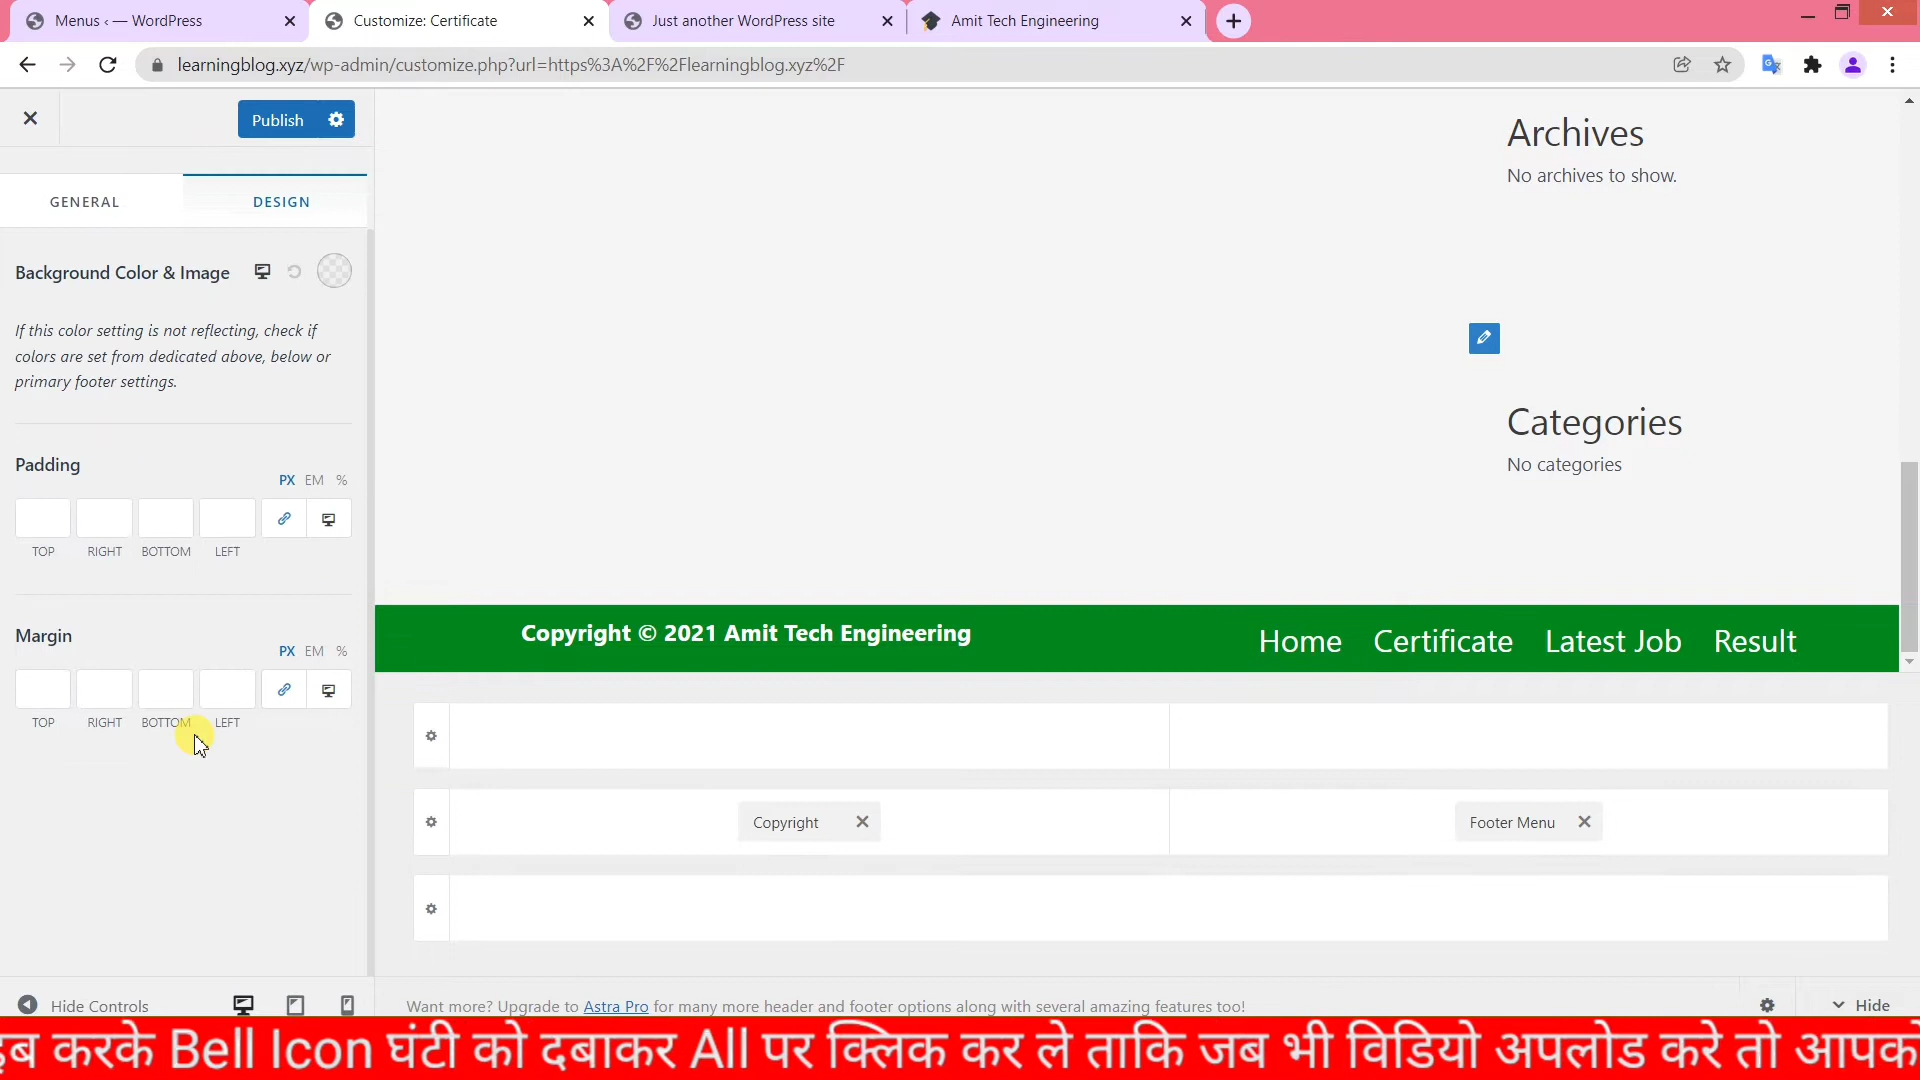 Menus ‹ — WordPress
Customize: Certificate
Just another WordPress site
Amit Tech Engineering
learningblog.xyz/wp-admin/customize.php?url=https%3A%2F%2Flearningblog.xyz%2F
Publish
GENERAL
DESIGN
Background Color & Image
If this color setting is not reflecting, check if
colors are set from dedicated above, below or
primary footer settings.
Padding
PX EM %
TOP RIGHT BOTTOM LEFT
Margin
PX EM %
TOP RIGHT BOTTOM LEFT
Hide Controls
Archives
No archives to show.
Categories
No categories
Copyright © 2021 Amit Tech Engineering
Home Certificate Latest Job Result
Copyright
Footer Menu
Want more? Upgrade to Astra Pro for many more header and footer options along with several amazing features too!
Hide
करके Bell Icon घंटी को दबाकर All पर क्लिक कर ले ताकि जब भी विडियो अपलोड करे तो